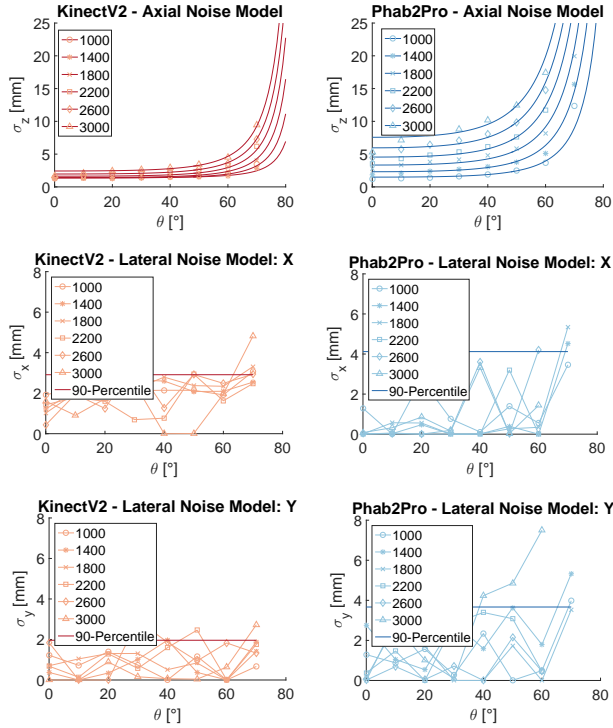 KinectV2 - Axial Noise Model
25
20
15
10
5
0
σz [mm]
1000
1400
1800
2200
2600
3000
0 20 40 60 80
θ [°]
Phab2Pro - Axial Noise Model
25
20
15
10
5
0
σz [mm]
1000
1400
1800
2200
2600
3000
0 20 40 60 80
θ [°]
KinectV2 - Lateral Noise Model: X
8
6
4
2
0
σx [mm]
1000
1400
1800
2200
2600
3000
90-Percentile
0 20 40 60 80
θ [°]
Phab2Pro - Lateral Noise Model: X
8
6
4
2
0
σx [mm]
1000
1400
1800
2200
2600
3000
90-Percentile
0 20 40 60 80
θ [°]
KinectV2 - Lateral Noise Model: Y
8
6
4
2
0
σy [mm]
1000
1400
1800
2200
2600
3000
90-Percentile
0 20 40 60 80
θ [°]
Phab2Pro - Lateral Noise Model: Y
8
6
4
2
0
σy [mm]
1000
1400
1800
2200
2600
3000
90-Percentile
0 20 40 60 80
θ [°]